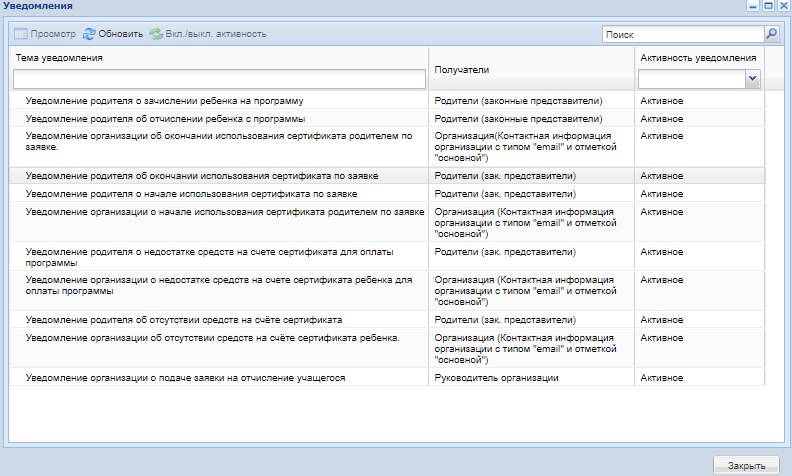 Уведомления
Просмотр Обновить Вкл./выкл. активность Поиск
Тема уведомления Получатели Активность уведомления
Уведомление родителя о зачислении ребенка на программу Родители (законные представители) Активное
Уведомление родителя об отчислении ребенка с программы Родители (законные представители) Активное
Уведомление организации об окончании использования сертификата родителем по заявке. Организация(Контактная информация организации с типом "email" и отметкой "основной") Активное
Уведомление родителя об окончании использования сертификата по заявке Родители (зак. представители) Активное
Уведомление родителя о начале использования сертификата по заявке Родители (зак. представители) Активное
Уведомление организации о начале использования сертификата родителем по заявке Организация (Контактная информация организации с типом "email" и отметкой "основной") Активное
Уведомление родителя о недостатке средств на счете сертификата для оплаты программы Родители (зак. представители) Активное
Уведомление организации о недостатке средств на счете сертификата ребенка для оплаты программы Организация (Контактная информация организации с типом "email" и отметкой "основной") Активное
Уведомление родителя об отсутствии средств на счёте сертификата Родители (зак. представители) Активное
Уведомление организации об отсутствии средств на счёте сертификата ребенка. Организация (Контактная информация организации с типом "email" и отметкой "основной") Активное
Уведомление организации о подаче заявки на отчисление учащегося Руководитель организации Активное
Закрыть